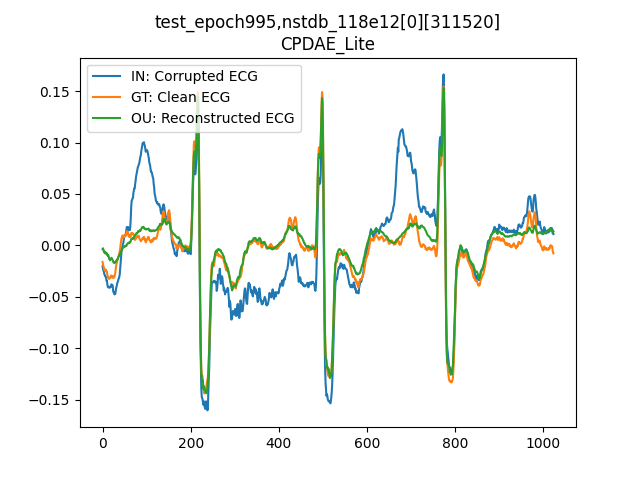 test_epoch995,nstdb_118e12[0][311520]
CPDAE_Lite
IN: Corrupted ECG
GT: Clean ECG
OU: Reconstructed ECG
0.15
0.10
0.05
0.00
−0.05
−0.10
−0.15
0 200 400 600 800 1000